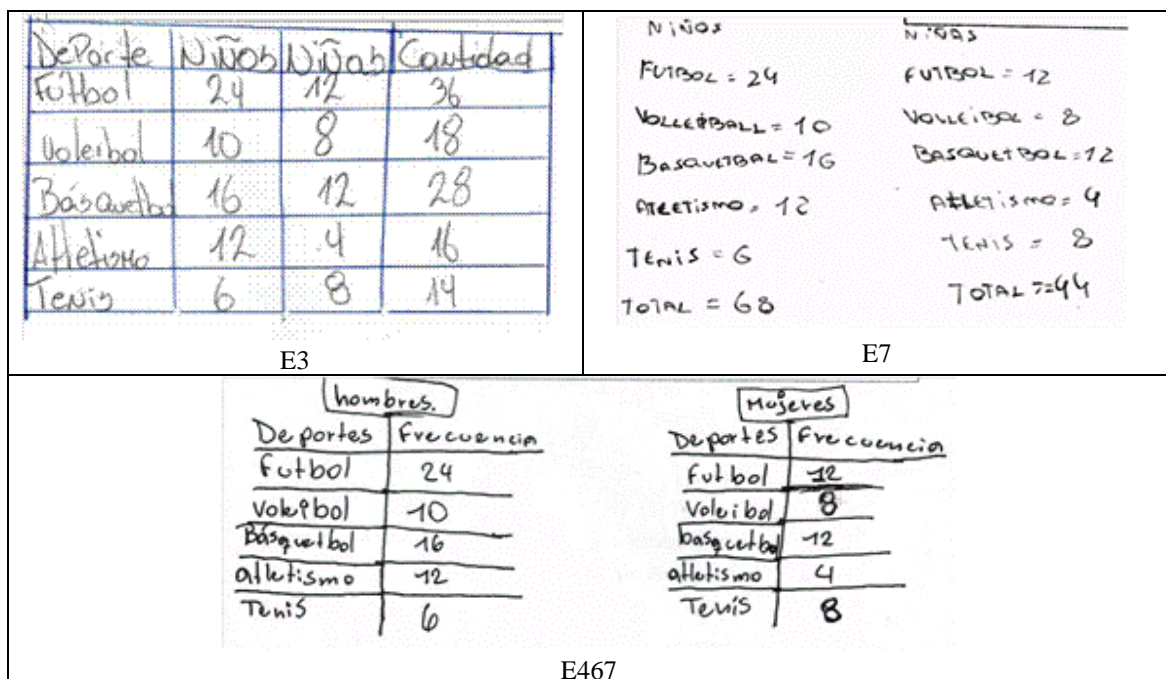 DePorte Niños Niñas Cantidad
Fútbol 24 12 36
Voleibol 10 8 18
Básquetbol 16 12 28
Atletismo 12 4 16
Tenis 6 8 14
E3
NIÑOS
FUTBOL = 24
VOLLEIBALL = 10
BASQUETBAL = 16
ATLETISMO = 12
TENIS = 6
TOTAL = 68
NIÑAS
FUTBOL = 12
VOLLEIBOL = 8
BASQUETBOL = 12
ATLETISMO = 4
TENIS = 8
TOTAL = 44
E7
hombres.
Deportes Frecuencia
Futbol 24
Voleibol 10
Básquetbol 16
atletismo 12
Tenis 6
Mujeres
Deportes Frecuencia
Futbol 12
Voleibol 8
basquetbol 12
atletismo 4
Tenis 8
E467